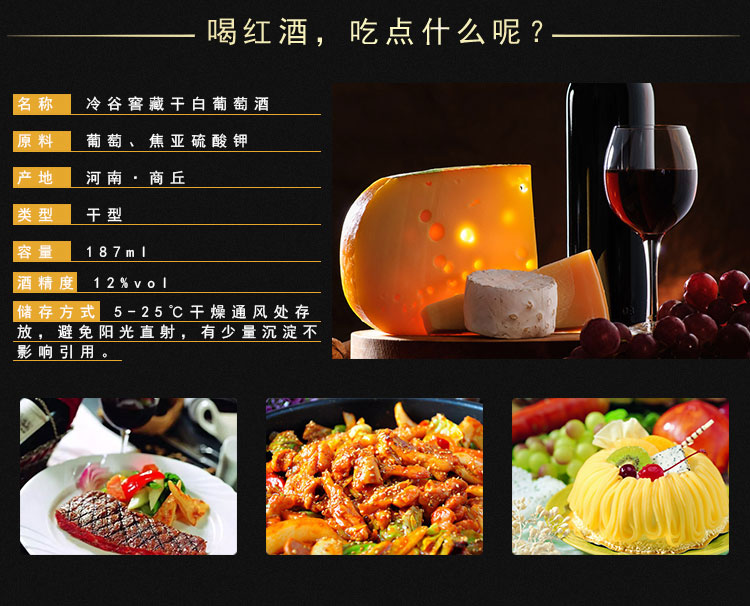 喝红酒，吃点什么呢?
名称 冷谷窖藏干白葡萄酒
原料 葡萄、焦亚硫酸钾
产地 河南·商丘
类型 干型
容量 187ml
酒精度 12%vol
储存方式 5-25℃干燥通风处存
放，避免阳光直射，有少量沉淀不
影响引用。